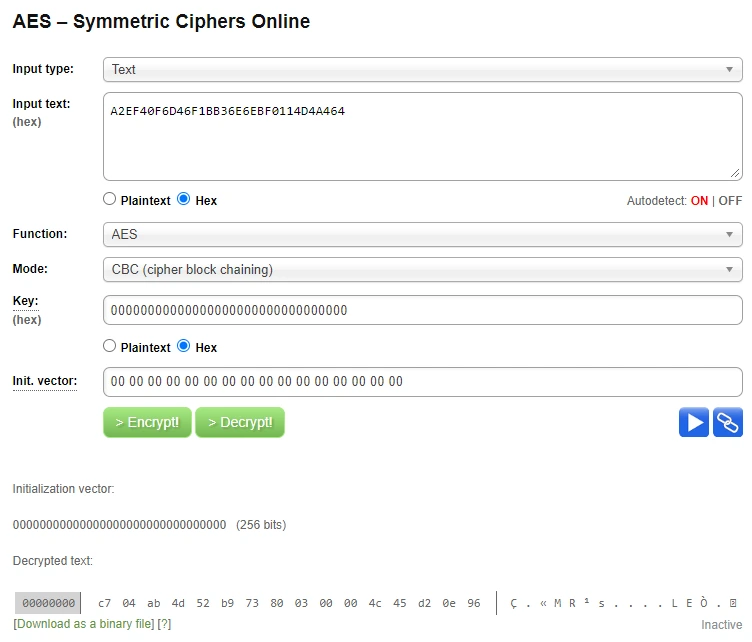 AES – Symmetric Ciphers Online
Input type: Text
Input text: A2EF40F6D46F1BB36E6EBF0114D4A464
(hex)
Plaintext Hex Autodetect: ON | OFF
Function: AES
Mode: CBC (cipher block chaining)
Key: 00000000000000000000000000000000
(hex)
Plaintext Hex
Init. vector: 00 00 00 00 00 00 00 00 00 00 00 00 00 00 00 00
> Encrypt! > Decrypt!
Initialization vector:
00000000000000000000000000000000 (256 bits)
Decrypted text:
00000000 c7 04 ab 4d 52 b9 73 80 03 00 00 4c 45 d2 0e 96 Ç . « M R ¹ s . . . . L E Ò .
[Download as a binary file] [?] Inactive